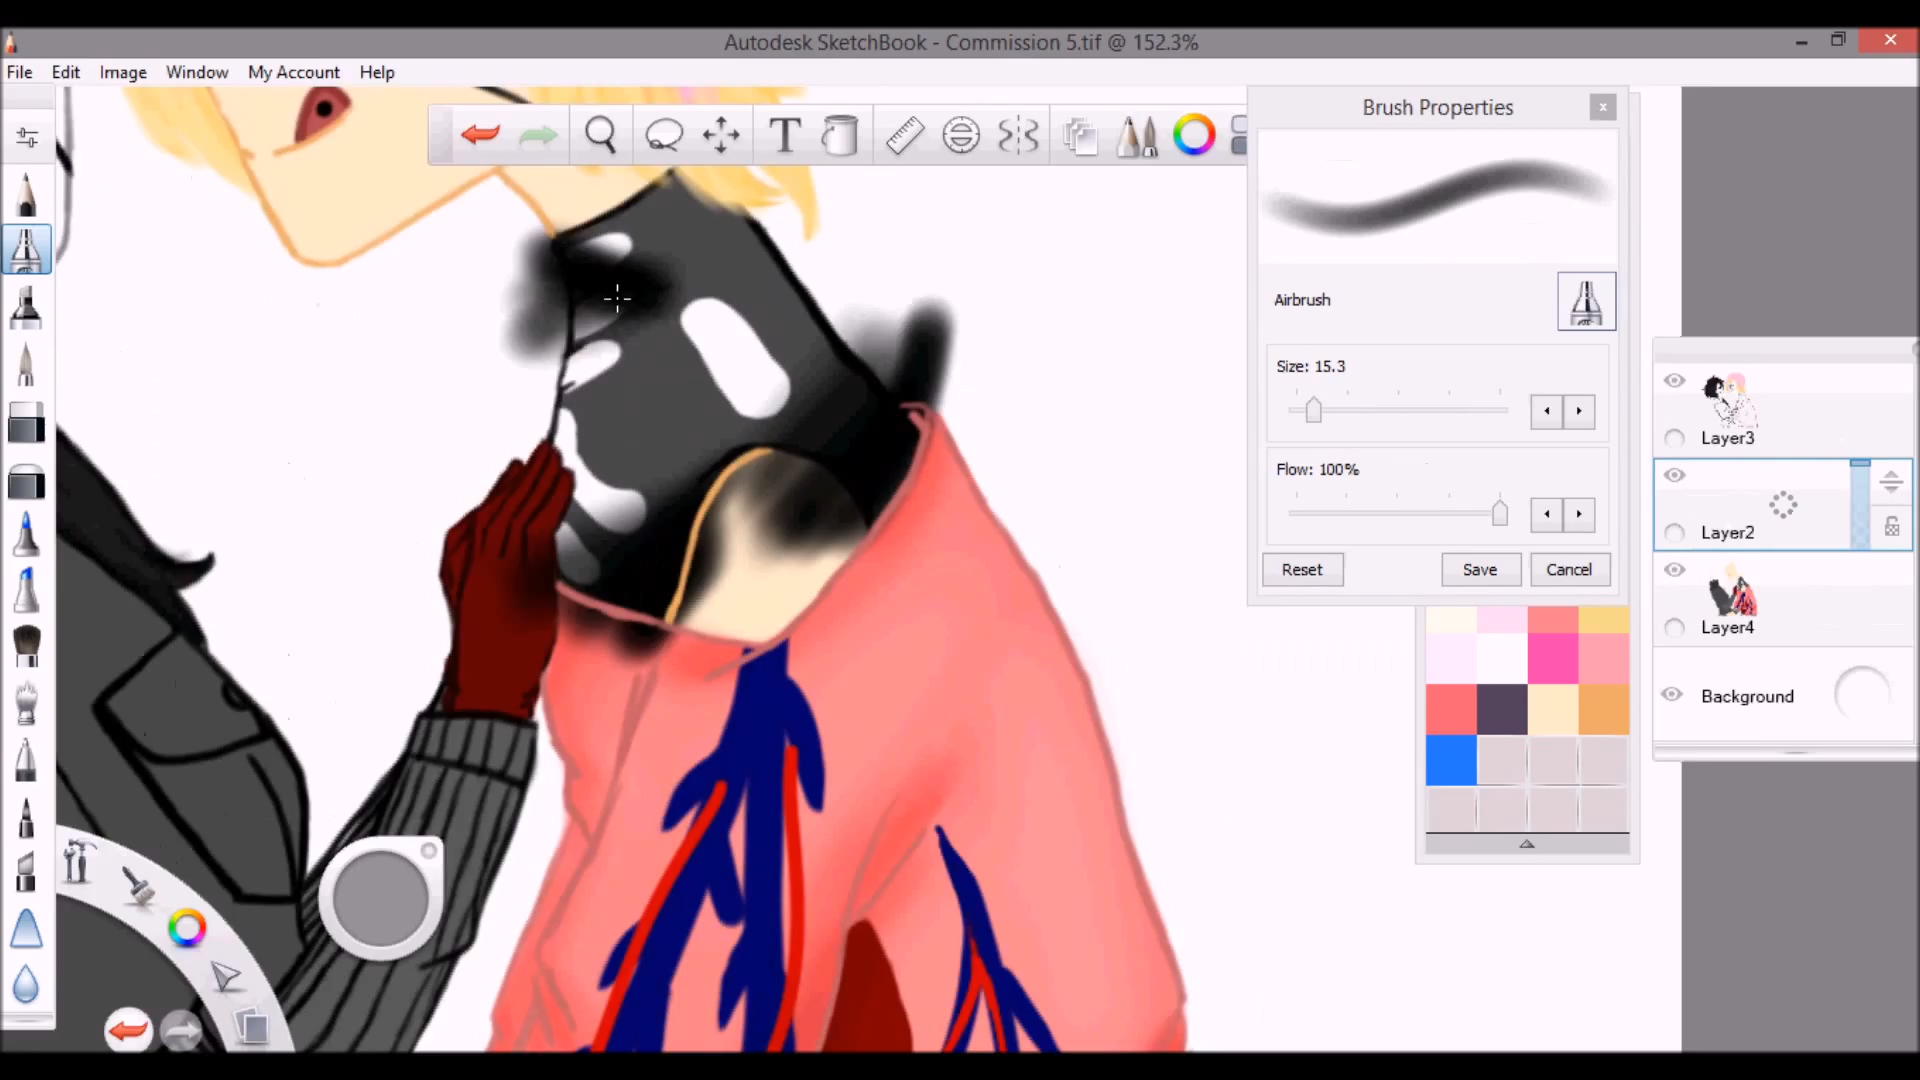 Autodesk SketchBook - Commission 5.tif @ 152.3%
File Edit Image Window My Account Help
T
Brush Properties
x
Airbrush
Size: 15.3
Flow: 100%
Reset Save Cancel
Layer3
Layer2
Layer4
Background